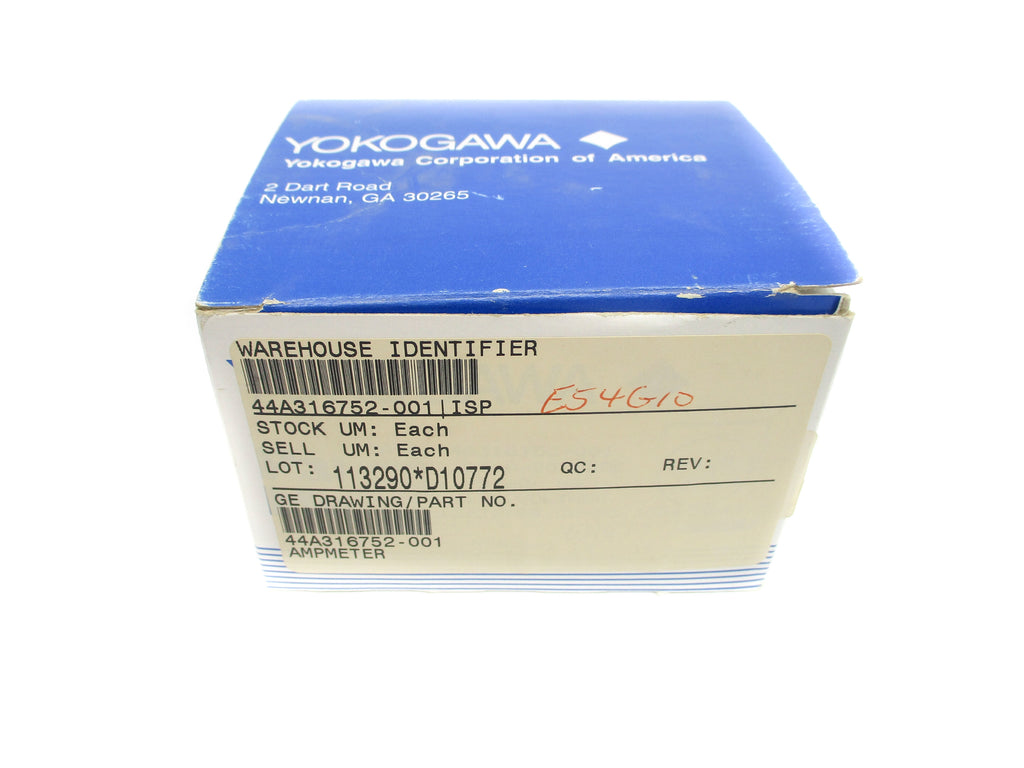 YOKOGAWA
Yokogawa Corporation of America
2 Dart Road
Newnan, GA 30265
WAREHOUSE IDENTIFIER
44A316752-001|ISP E54G10
STOCK UM: Each
SELL UM: Each
LOT: 113290*D10772 QC: REV:
GE DRAWING/PART NO.
44A316752-001
AMPMETER